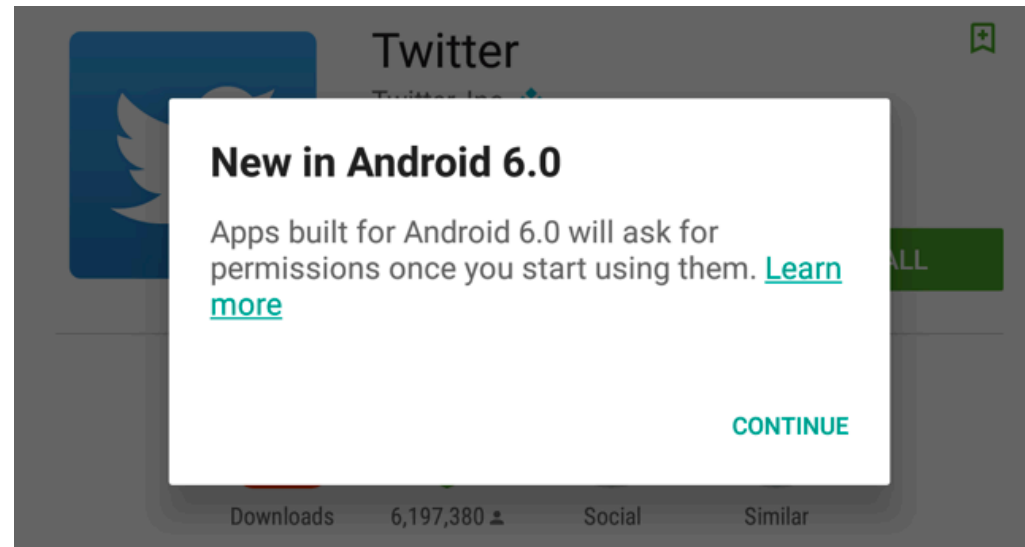 Twitter
New in Android 6.0
Apps built for Android 6.0 will ask for
permissions once you start using them. Learn
more
CONTINUE
Downloads
6,197,380
Social
Similar